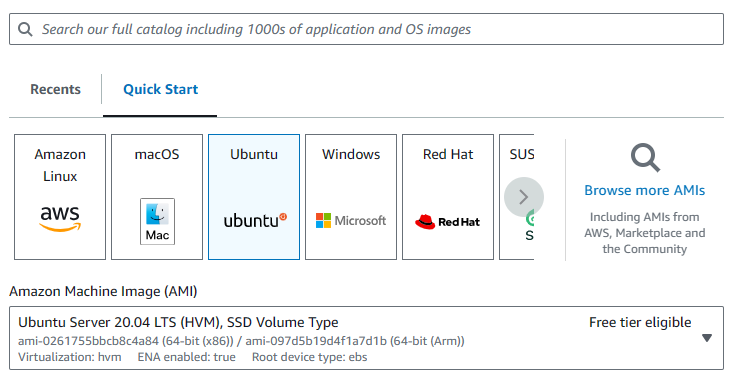 Search our full catalog including 1000s of application and OS images
Recents
Quick Start
Amazon
Linux
aws
macOS
Mac
Ubuntu
ubuntu
Windows
Microsoft
Red Hat
Red Hat
SUS
S
Browse more AMIs
Including AMIs from
AWS, Marketplace and
the Community
Amazon Machine Image (AMI)
Ubuntu Server 20.04 LTS (HVM), SSD Volume Type
Free tier eligible
ami-0261755bbcb8c4a84 (64-bit (x86)) / ami-097d5b19d4f1a7d1b (64-bit (Arm))
Virtualization: hvm ENA enabled: true Root device type: ebs